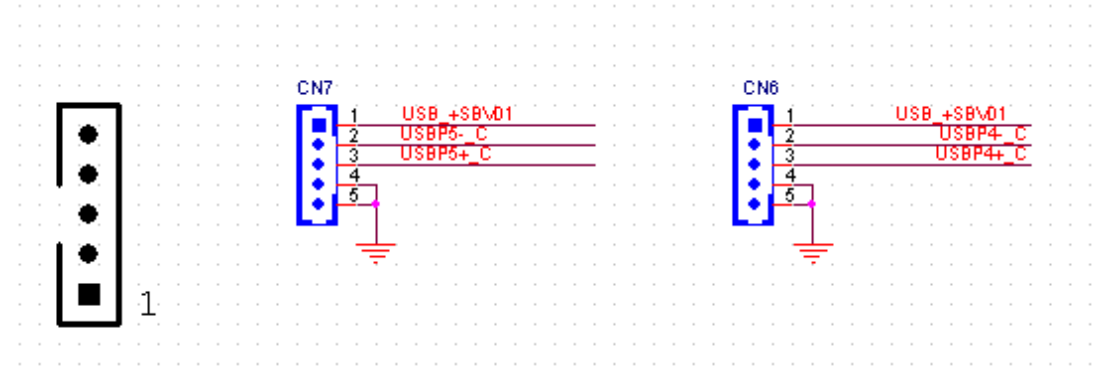 CN7
1 USB_+SBV01
2 USBP5-_C
3 USBP5+_C
4
5
CN6
1 USB_+SBV01
2 USBP4-_C
3 USBP4+_C
4
5
1